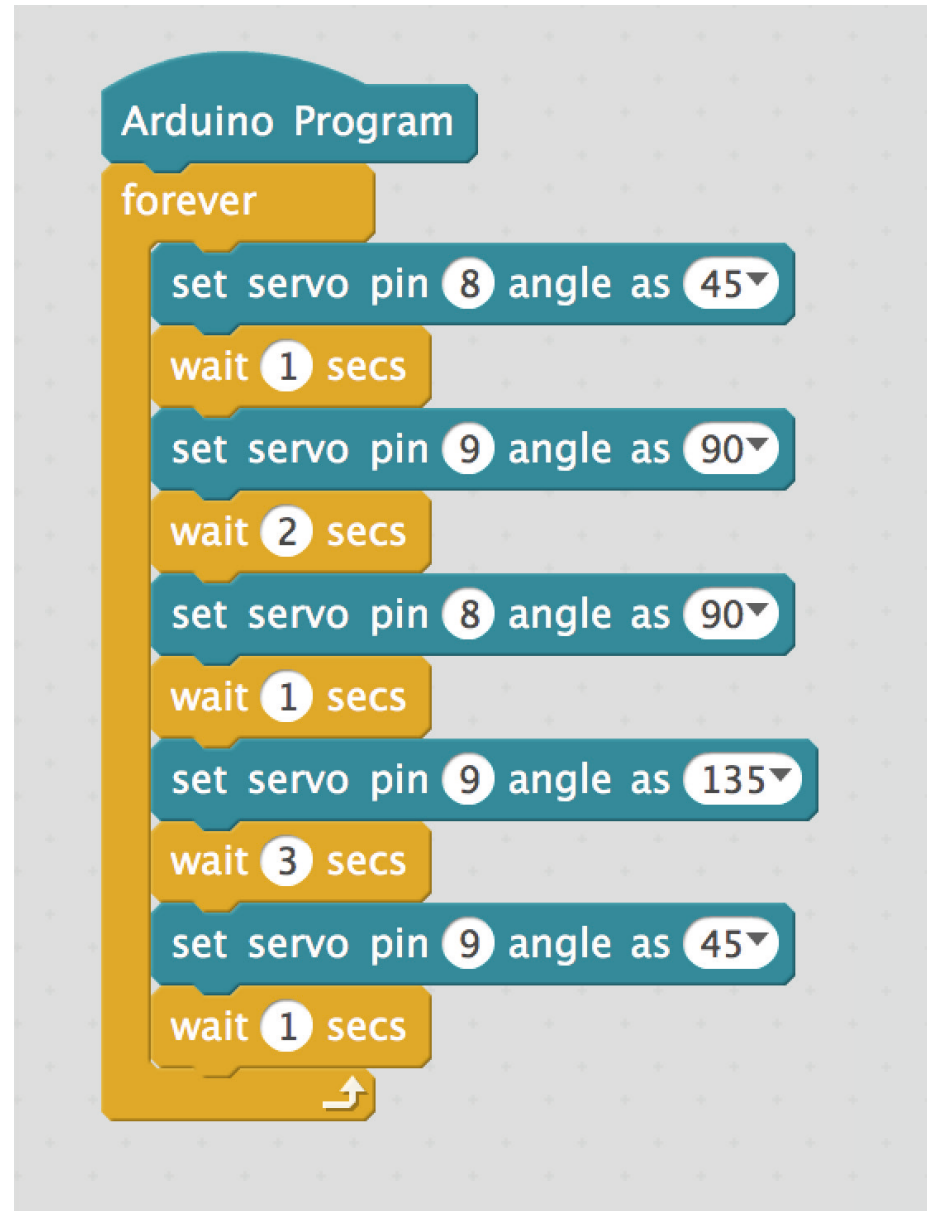 Arduino Program
forever
set servo pin 8 angle as 45
wait 1 secs
set servo pin 9 angle as 90
wait 2 secs
set servo pin 8 angle as 90
wait 1 secs
set servo pin 9 angle as 135
wait 3 secs
set servo pin 9 angle as 45
wait 1 secs